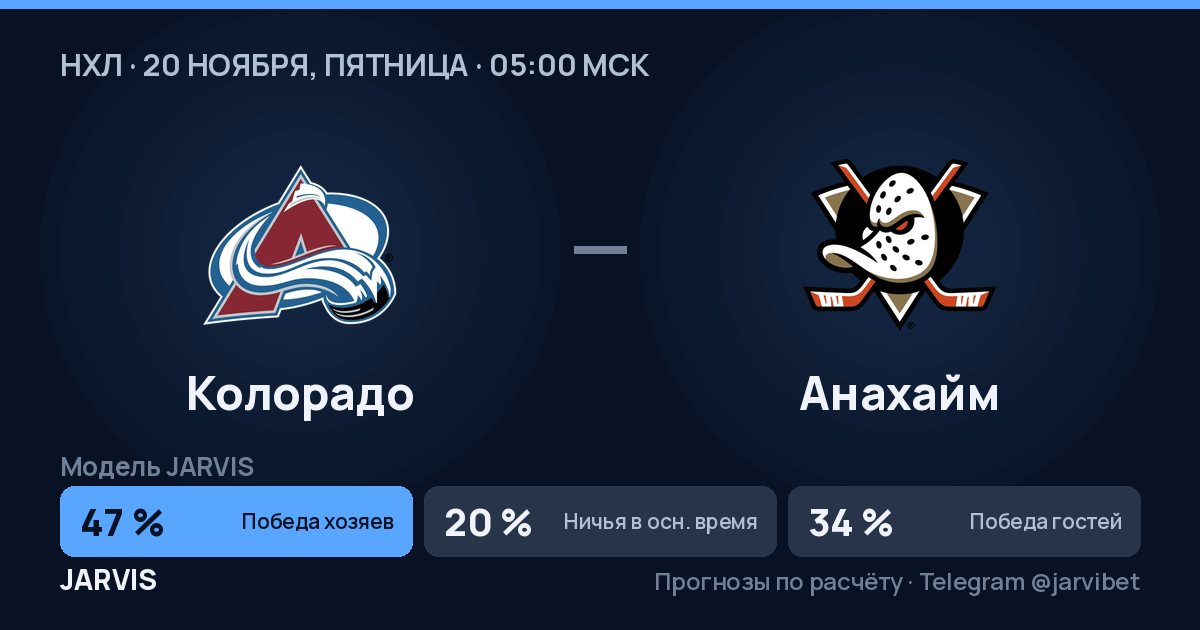 НХЛ · 20 НОЯБРЯ, ПЯТНИЦА · 05:00 МСК
Колорадо
—
Анахайм
Модель JARVIS
47 % Победа хозяев
20 % Ничья в осн. время
34 % Победа гостей
JARVIS
Прогнозы по расчёту · Telegram @jarvibet